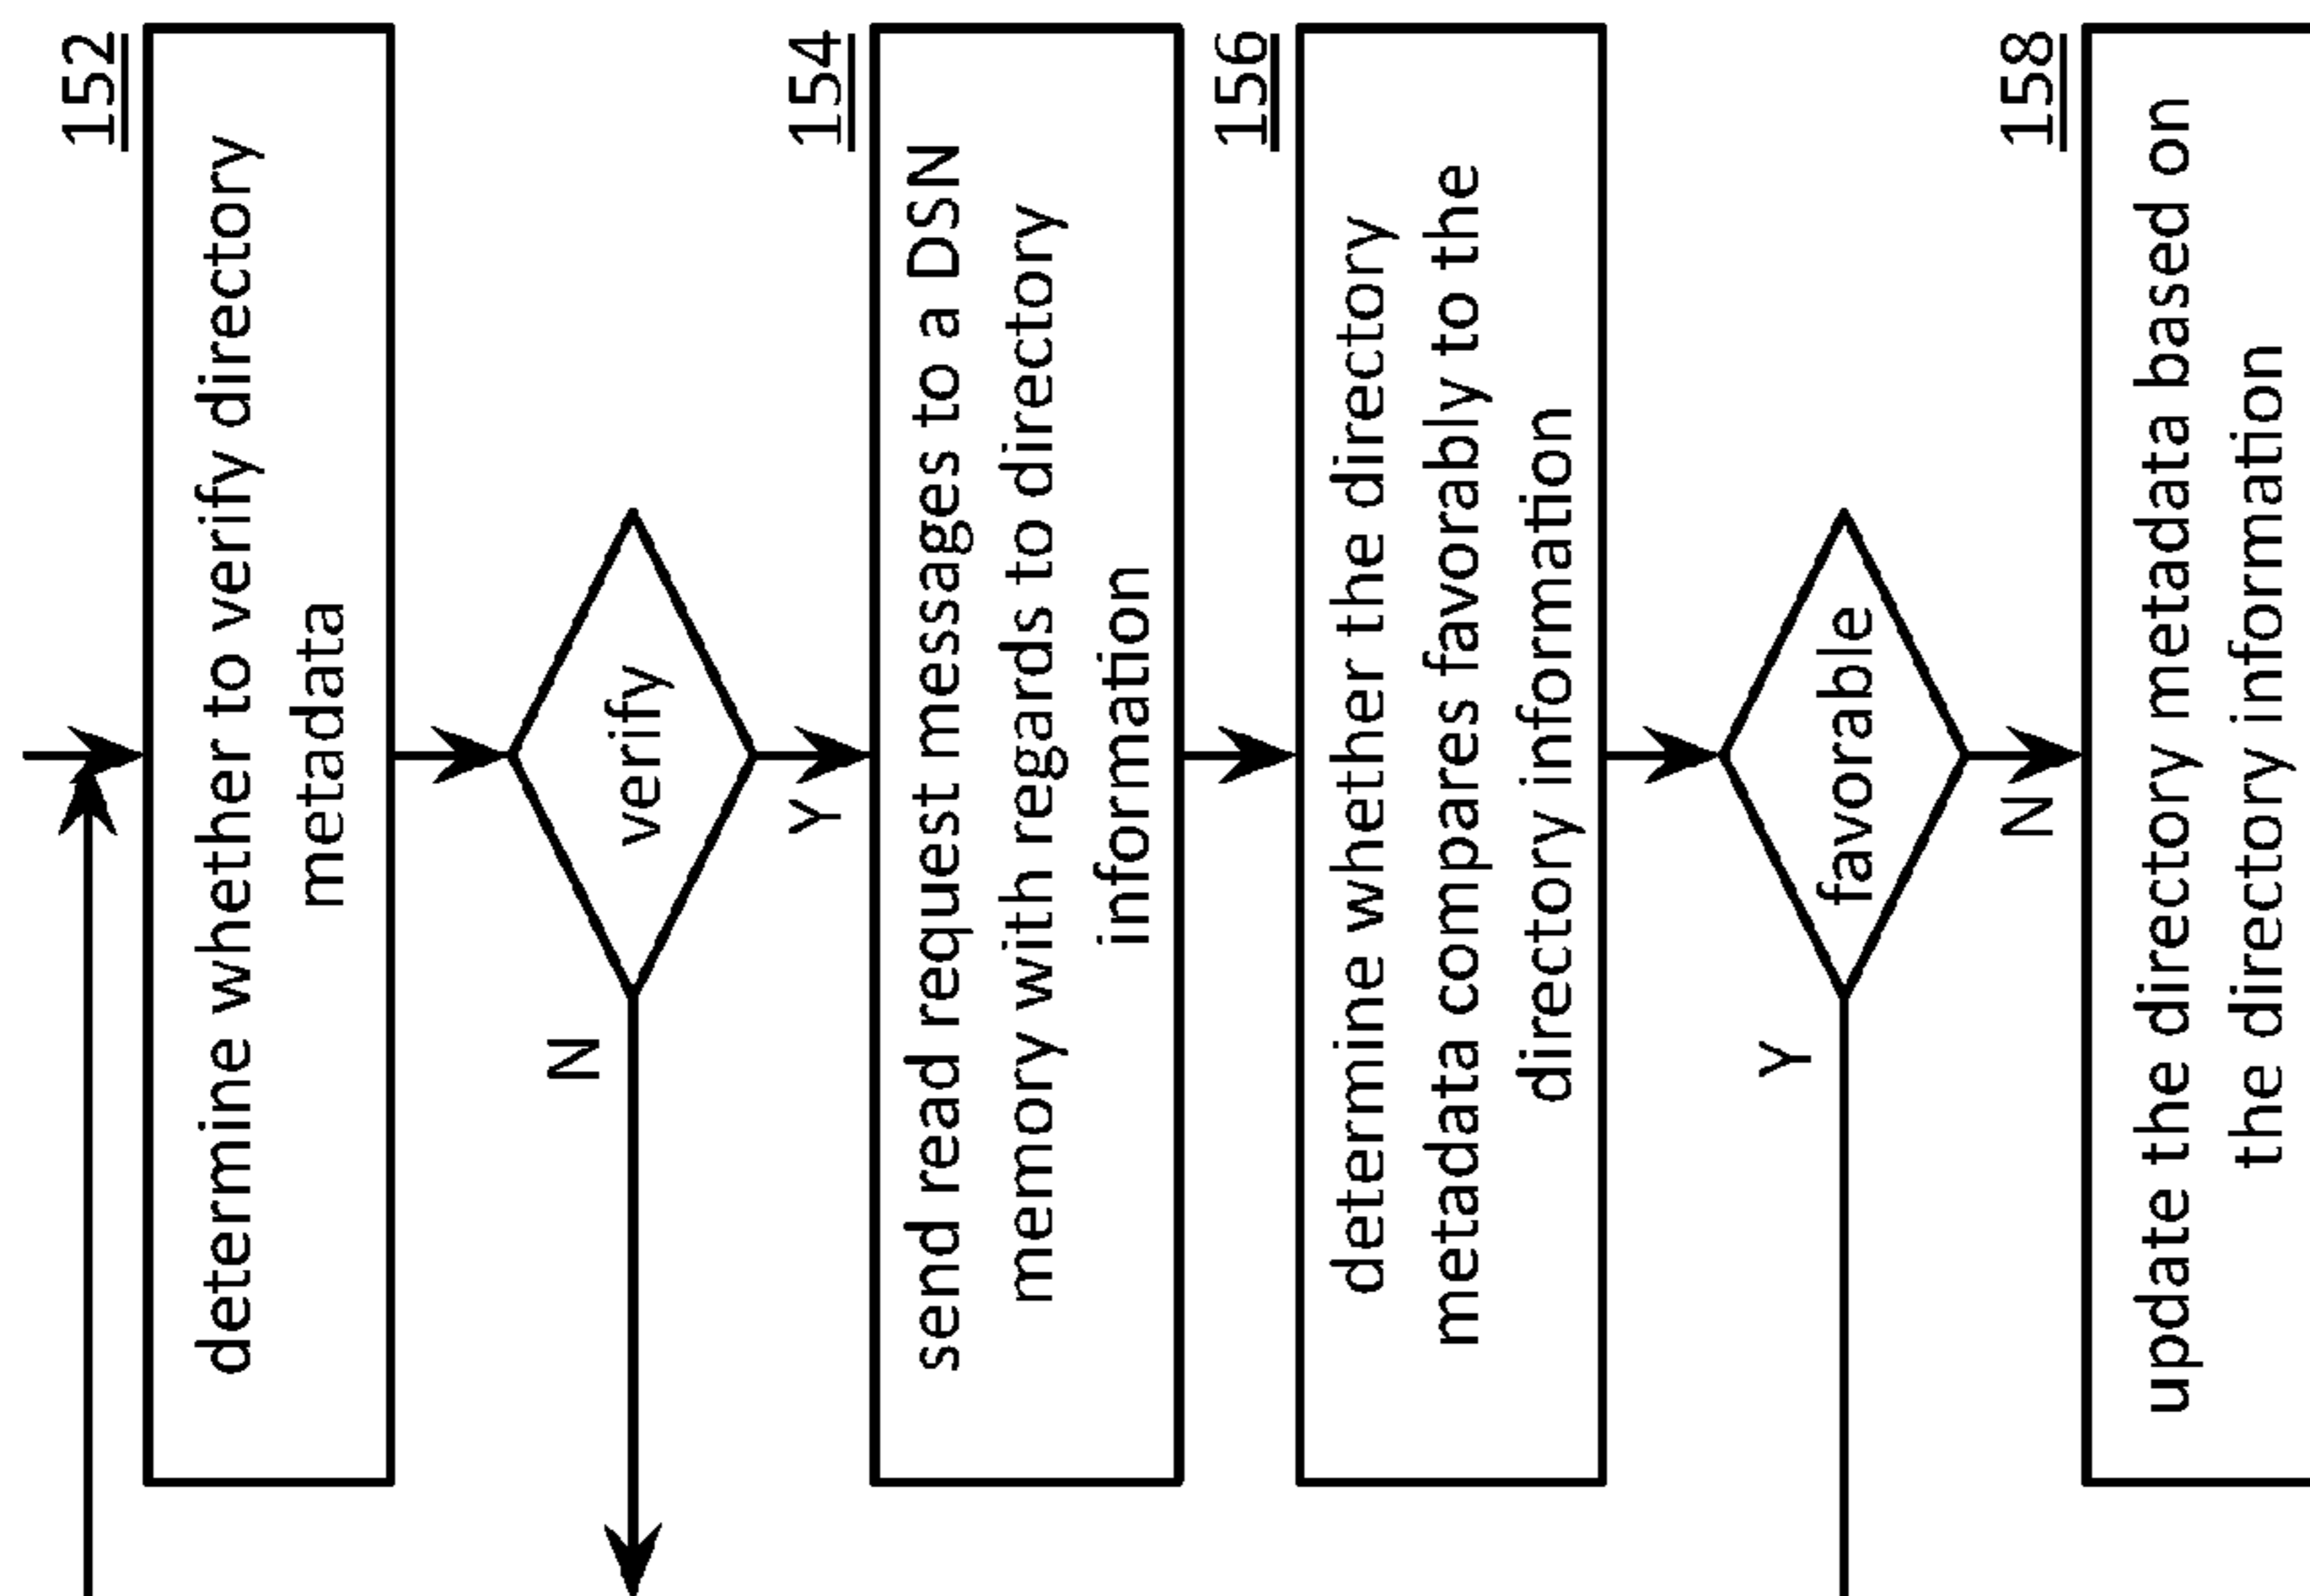 152
determine whether to verify directory
metadata
verify
N
Y
154
send read request messages to a DSN
memory with regards to directory
information
156
determine whether the directory
metadata compares favorably to the
directory information
favorable
Y
N
158
update the directory metadata based on
the directory information